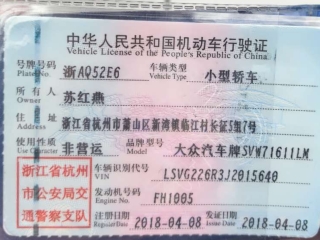 中华人民共和国机动车行驶证
Vehicle License of the People's Republic of China
号牌号码 浙AQ52E6 车辆类型 小型轿车
Plate No. Vehicle Type
所有人 苏红燕
Owner
住址 浙江省杭州市萧山区新湾镇临江村长征5组7号
Address
使用性质 非营运 品牌型号 大众汽车牌SVW71611LM
Use Character Model
浙江省杭州 车辆识别代号 LSVG226R3J2015640
VIN
市公安局交 发动机号码 FH1005
Engine No.
通警察支队 注册日期 2018-04-08 发证日期 2018-04-08
Register Date Issue Date